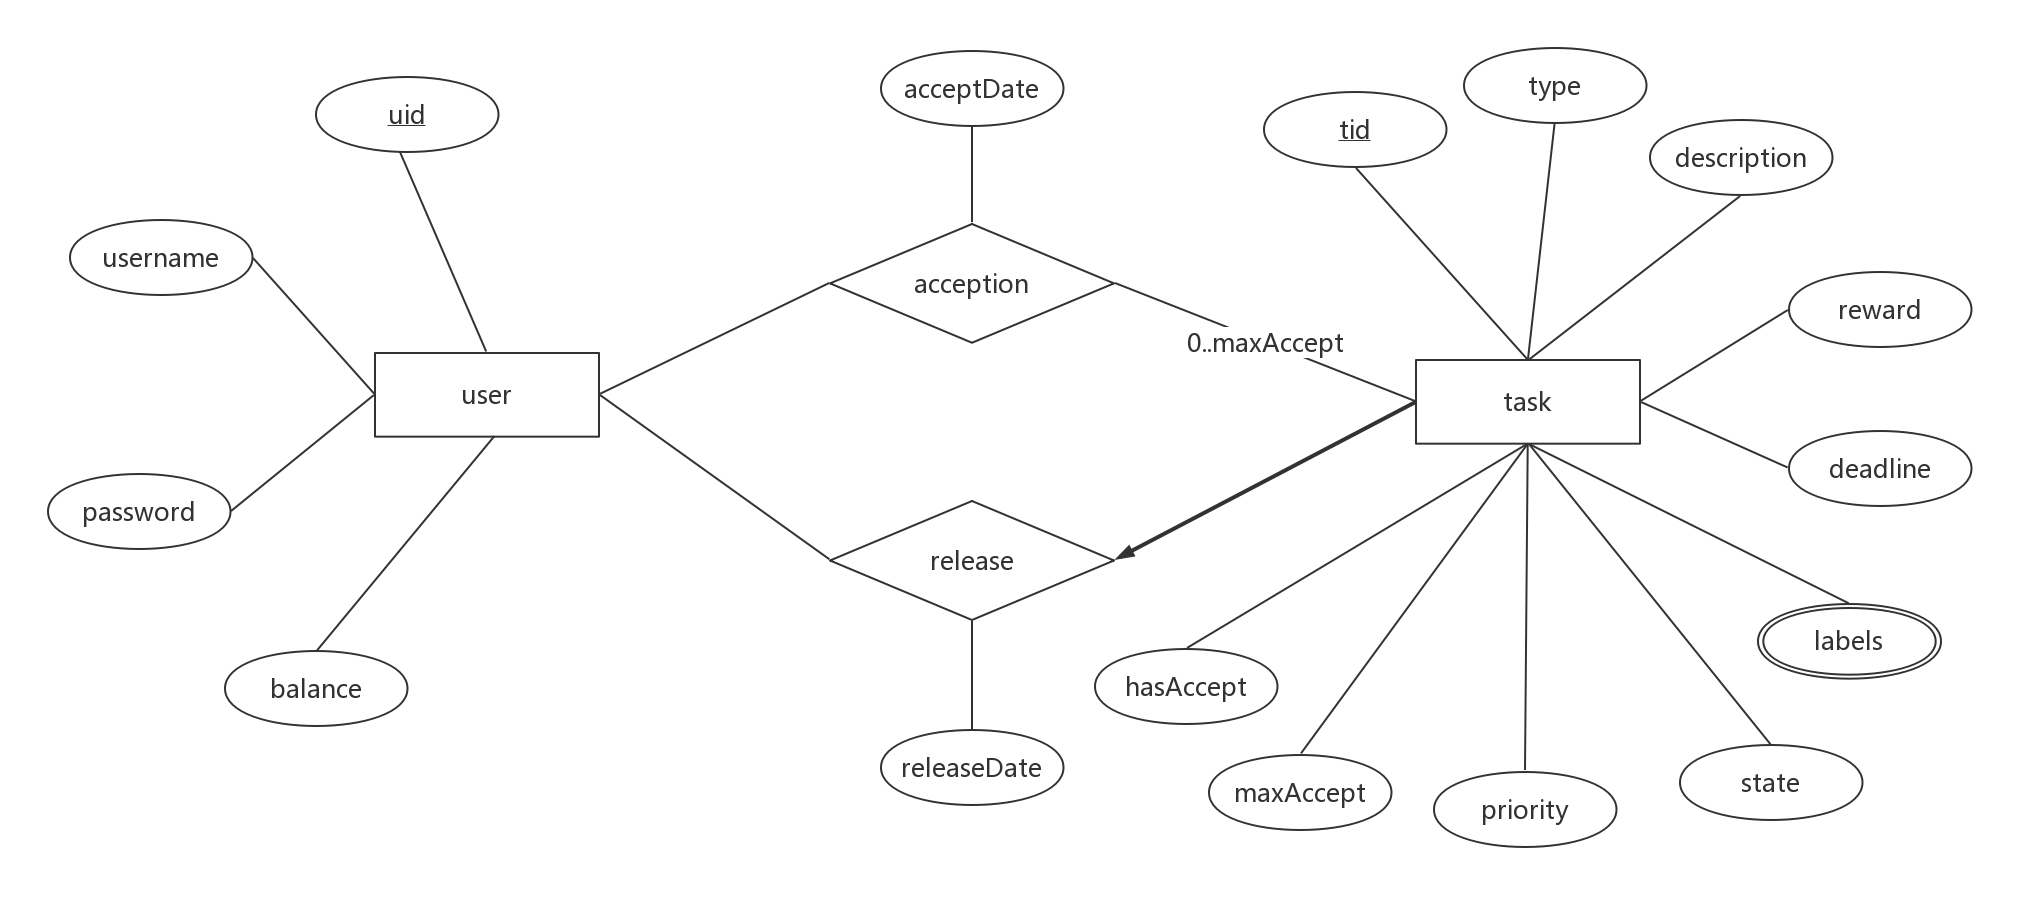 type
acceptDate
uid
tid
description
username
acception
reward
0..maxAccept
user
task
deadline
password
release
labels
hasAccept
balance
releaseDate
state
maxAccept
priority